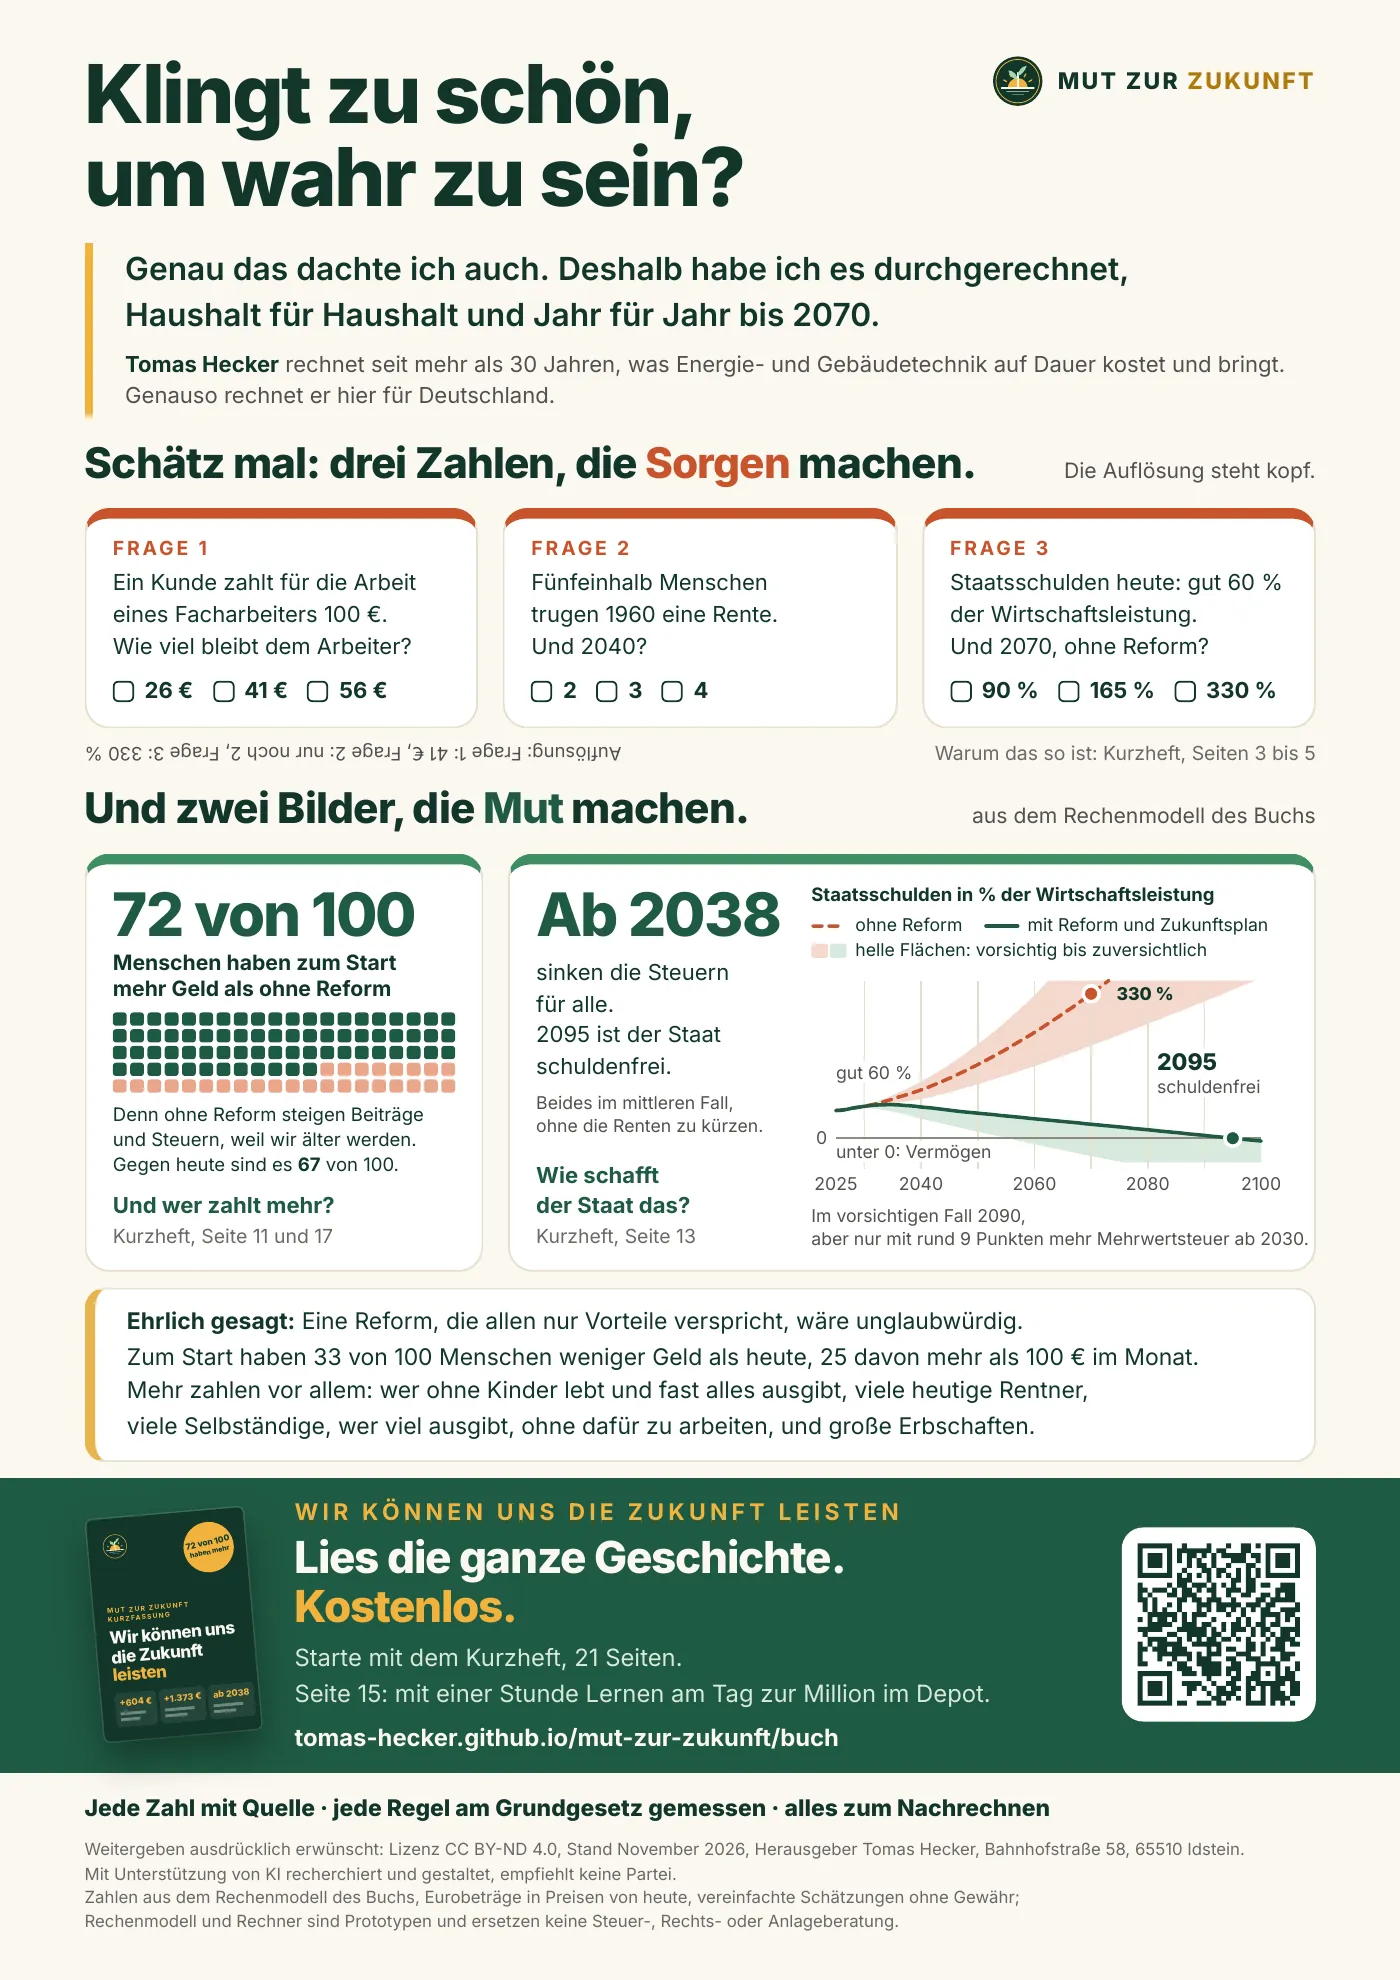 Klingt zu schön,
um wahr zu sein?
MUT ZUR ZUKUNFT
Genau das dachte ich auch. Deshalb habe ich es durchgerechnet,
Haushalt für Haushalt und Jahr für Jahr bis 2070.
Tomas Hecker rechnet seit mehr als 30 Jahren, was Energie- und Gebäudetechnik auf Dauer kostet und bringt.
Genauso rechnet er hier für Deutschland.
Schätz mal: drei Zahlen, die Sorgen machen.
Die Auflösung steht kopf.
FRAGE 1
Ein Kunde zahlt für die Arbeit
eines Facharbeiters 100 €.
Wie viel bleibt dem Arbeiter?
26 € 41 € 56 €
FRAGE 2
Fünfeinhalb Menschen
trugen 1960 eine Rente.
Und 2040?
2 3 4
FRAGE 3
Staatsschulden heute: gut 60 %
der Wirtschaftsleistung.
Und 2070, ohne Reform?
90 % 165 % 330 %
Auflösung: Frage 1: 41 €, Frage 2: nur noch 2, Frage 3: 330 %
Warum das so ist: Kurzheft, Seiten 3 bis 5
Und zwei Bilder, die Mut machen.
aus dem Rechenmodell des Buchs
72 von 100
Menschen haben zum Start
mehr Geld als ohne Reform
Denn ohne Reform steigen Beiträge
und Steuern, weil wir älter werden.
Gegen heute sind es 67 von 100.
Und wer zahlt mehr?
Kurzheft, Seite 11 und 17
Ab 2038
sinken die Steuern
für alle.
2095 ist der Staat
schuldenfrei.
Beides im mittleren Fall,
ohne die Renten zu kürzen.
Wie schafft
der Staat das?
Kurzheft, Seite 13
Staatsschulden in % der Wirtschaftsleistung
ohne Reform mit Reform und Zukunftsplan
helle Flächen: vorsichtig bis zuversichtlich
330 %
gut 60 %
2095
schuldenfrei
0
unter 0: Vermögen
2025 2040 2060 2080 2100
Im vorsichtigen Fall 2090,
aber nur mit rund 9 Punkten mehr Mehrwertsteuer ab 2030.
Ehrlich gesagt: Eine Reform, die allen nur Vorteile verspricht, wäre unglaubwürdig.
Zum Start haben 33 von 100 Menschen weniger Geld als heute, 25 davon mehr als 100 € im Monat.
Mehr zahlen vor allem: wer ohne Kinder lebt und fast alles ausgibt, viele heutige Rentner,
viele Selbständige, wer viel ausgibt, ohne dafür zu arbeiten, und große Erbschaften.
72 von 100
haben mehr
MUT ZUR ZUKUNFT
KURZFASSUNG
Wir können uns
die Zukunft
leisten
+604 € +1.373 € ab 2038
WIR KÖNNEN UNS DIE ZUKUNFT LEISTEN
Lies die ganze Geschichte.
Kostenlos.
Starte mit dem Kurzheft, 21 Seiten.
Seite 15: mit einer Stunde Lernen am Tag zur Million im Depot.
tomas-hecker.github.io/mut-zur-zukunft/buch
Jede Zahl mit Quelle · jede Regel am Grundgesetz gemessen · alles zum Nachrechnen
Weitergeben ausdrücklich erwünscht: Lizenz CC BY-ND 4.0, Stand November 2026, Herausgeber Tomas Hecker, Bahnhofstraße 58, 65510 Idstein.
Mit Unterstützung von KI recherchiert und gestaltet, empfiehlt keine Partei.
Zahlen aus dem Rechenmodell des Buchs, Eurobeträge in Preisen von heute, vereinfachte Schätzungen ohne Gewähr;
Rechenmodell und Rechner sind Prototypen und ersetzen keine Steuer-, Rechts- oder Anlageberatung.